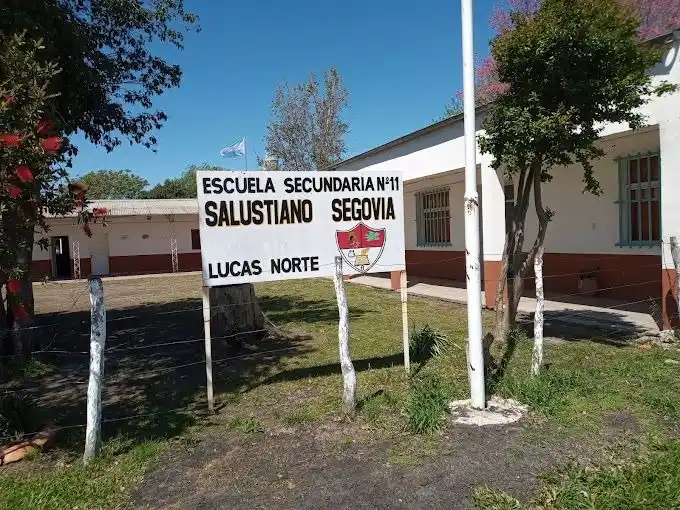 ESCUELA SECUNDARIA N°11
SALUSTIANO SEGOVIA
LUCAS NORTE